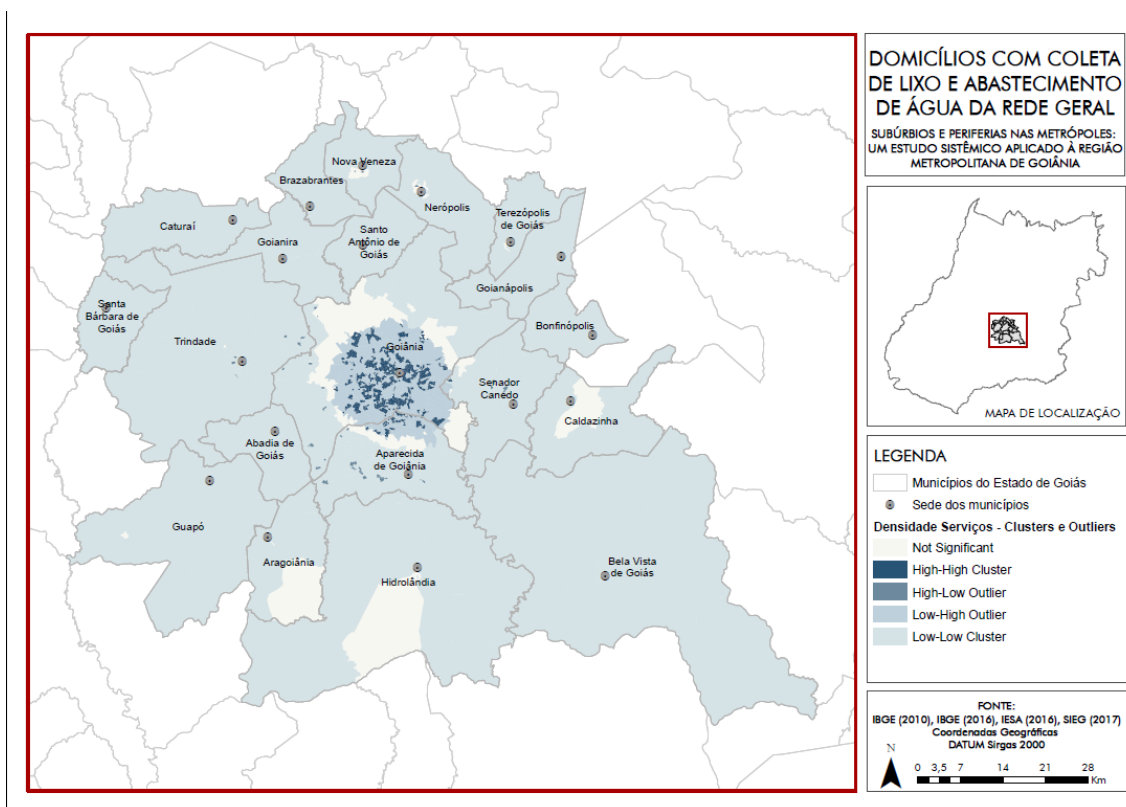 DOMICÍLIOS COM COLETA
DE LIXO E ABASTECIMENTO
DE ÁGUA DA REDE GERAL
SUBÚRBIOS E PERIFERIAS NAS METRÓPOLES:
UM ESTUDO SISTÊMICO APLICADO À REGIÃO
METROPOLITANA DE GOIÂNIA
Nova Veneza
Brazabrantes
Nerópolis
Caturaí
Goianira
Santo
Antônio de
Goiás
Terezópolis
de Goiás
Goianápolis
Santa
Bárbara de
Goiás
Trindade
Goiânia
Bonfinópolis
Senador
Canedo
Caldazinha
Abadia de
Goiás
Aparecida
de Goiânia
Guapó
Aragoiânia
Hidrolândia
Bela Vista
de Goiás
MAPA DE LOCALIZAÇÃO
LEGENDA
Municípios do Estado de Goiás
Sede dos municípios
Densidade Serviços - Clusters e Outliers
Not Significant
High-High Cluster
High-Low Outlier
Low-High Outlier
Low-Low Cluster
FONTE:
IBGE (2010), IBGE (2016), IESA (2016), SIEG (2017)
Coordenadas Geográficas
DATUM Sirgas 2000
N
0 3,5 7 14 21 28
Km